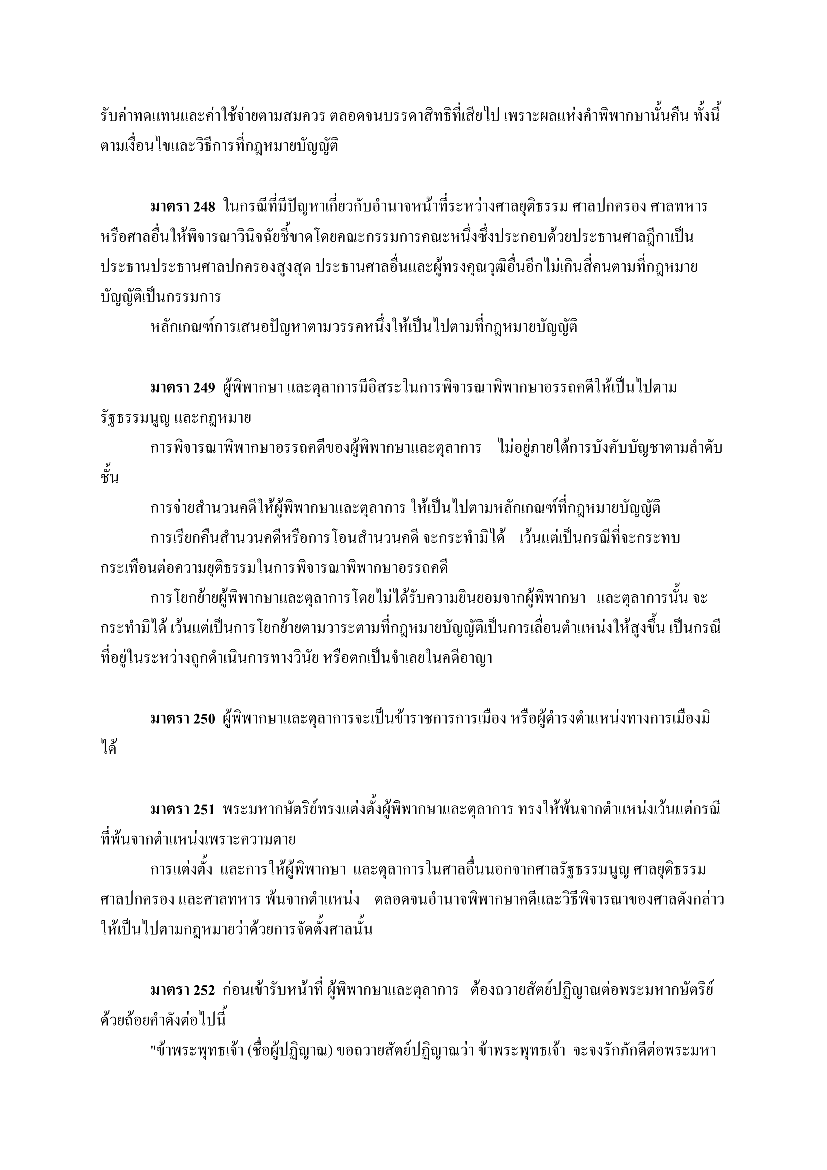 รับค่าทดแทนและค่าใช้จ่ายตามสมควร ตลอดจนบรรดาสิทธิที่เสียไป เพราะผลแห่งคำพิพากษานั้นคืน ทั้งนี้
ตามเงื่อนไขและวิธีการที่กฎหมายบัญญัติ
มาตรา 248 ในกรณีที่มีปัญหาเกี่ยวกับอำนาจหน้าที่ระหว่างศาลยุติธรรม ศาลปกครอง ศาลทหาร
หรือศาลอื่นให้พิจารณาวินิจฉัยชี้ขาดโดยคณะกรรมการคณะหนึ่งซึ่งประกอบด้วยประธานศาลฎีกาเป็น
ประธานประธานศาลปกครองสูงสุด ประธานศาลอื่นและผู้ทรงคุณวุฒิอื่นอีกไม่เกินสี่คนตามที่กฎหมาย
บัญญัติเป็นกรรมการ
หลักเกณฑ์การเสนอปัญหาตามวรรคหนึ่งให้เป็นไปตามที่กฎหมายบัญญัติ
มาตรา 249 ผู้พิพากษา และตุลาการมีอิสระในการพิจารณาพิพากษาอรรถคดีให้เป็นไปตาม
รัฐธรรมนูญ และกฎหมาย
การพิจารณาพิพากษาอรรถคดีของผู้พิพากษาและตุลาการ ไม่อยู่ภายใต้การบังคับบัญชาตามลำดับ
ชั้น
การจ่ายสำนวนคดีให้ผู้พิพากษาและตุลาการ ให้เป็นไปตามหลักเกณฑ์ที่กฎหมายบัญญัติ
การเรียกคืนสำนวนคดีหรือการโอนสำนวนคดี จะกระทำมิได้ เว้นแต่เป็นกรณีที่จะกระทบ
กระเทือนต่อความยุติธรรมในการพิจารณาพิพากษาอรรถคดี
การโยกย้ายผู้พิพากษาและตุลาการโดยไม่ได้รับความยินยอมจากผู้พิพากษา และตุลาการนั้น จะ
กระทำมิได้ เว้นแต่เป็นการโยกย้ายตามวาระตามที่กฎหมายบัญญัติเป็นการเลื่อนตำแหน่งให้สูงขึ้น เป็นกรณี
ที่อยู่ในระหว่างถูกดำเนินการทางวินัย หรือตกเป็นจำเลยในคดีอาญา
มาตรา 250 ผู้พิพากษาและตุลาการจะเป็นข้าราชการการเมือง หรือผู้ดำรงตำแหน่งทางการเมืองมิ
ได้
มาตรา 251 พระมหากษัตริย์ทรงแต่งตั้งผู้พิพากษาและตุลาการ ทรงให้พ้นจากตำแหน่งเว้นแต่กรณี
ที่พ้นจากตำแหน่งเพราะความตาย
การแต่งตั้ง และการให้ผู้พิพากษา และตุลาการในศาลอื่นนอกจากศาลรัฐธรรมนูญ ศาลยุติธรรม
ศาลปกครอง และศาลทหาร พ้นจากตำแหน่ง ตลอดจนอำนาจพิพากษาคดีและวิธีพิจารณาของศาลดังกล่าว
ให้เป็นไปตามกฎหมายว่าด้วยการจัดตั้งศาลนั้น
มาตรา 252 ก่อนเข้ารับหน้าที่ ผู้พิพากษาและตุลาการ ต้องถวายสัตย์ปฏิญาณต่อพระมหากษัตริย์
ด้วยถ้อยคำดังต่อไปนี้
"ข้าพระพุทธเจ้า (ชื่อผู้ปฏิญาณ) ขอถวายสัตย์ปฏิญาณว่า ข้าพระพุทธเจ้า จะจงรักภักดีต่อพระมหา